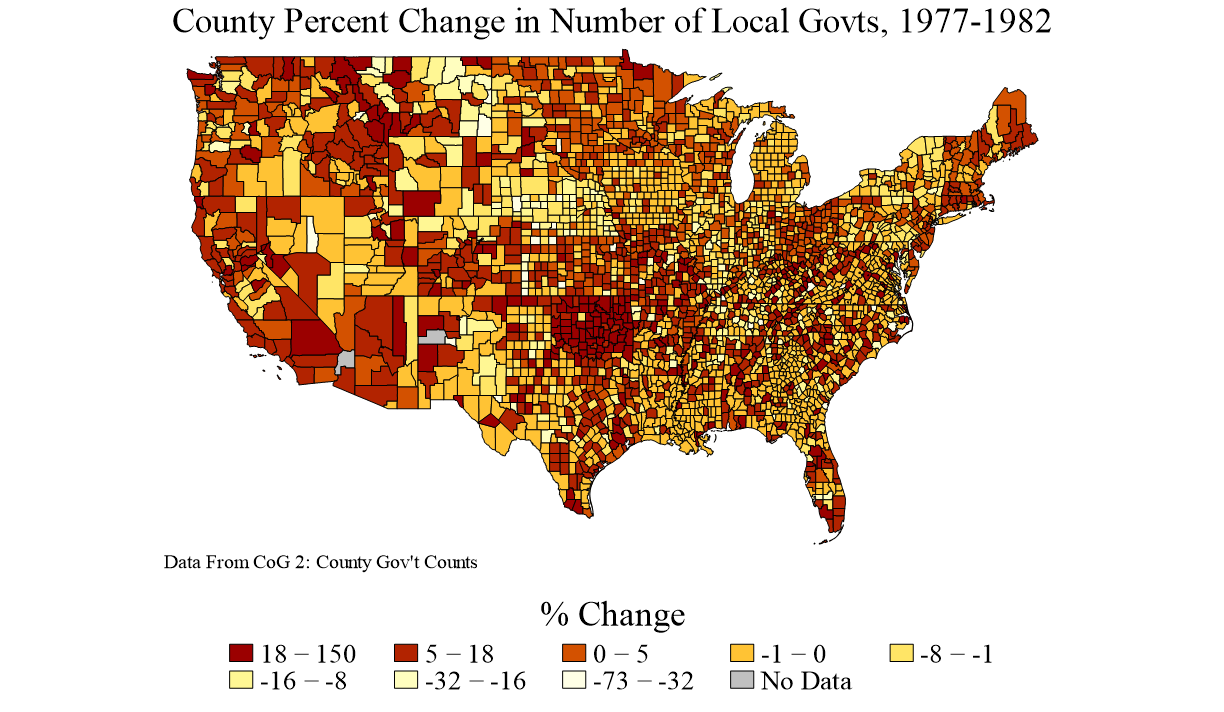 County Percent Change in Number of Local Govts, 1977-1982
Data From CoG 2: County Gov't Counts
% Change
18 – 150 5 – 18 0 – 5 -1 – 0 -8 – -1
-16 – -8 -32 – -16 -73 – -32 No Data